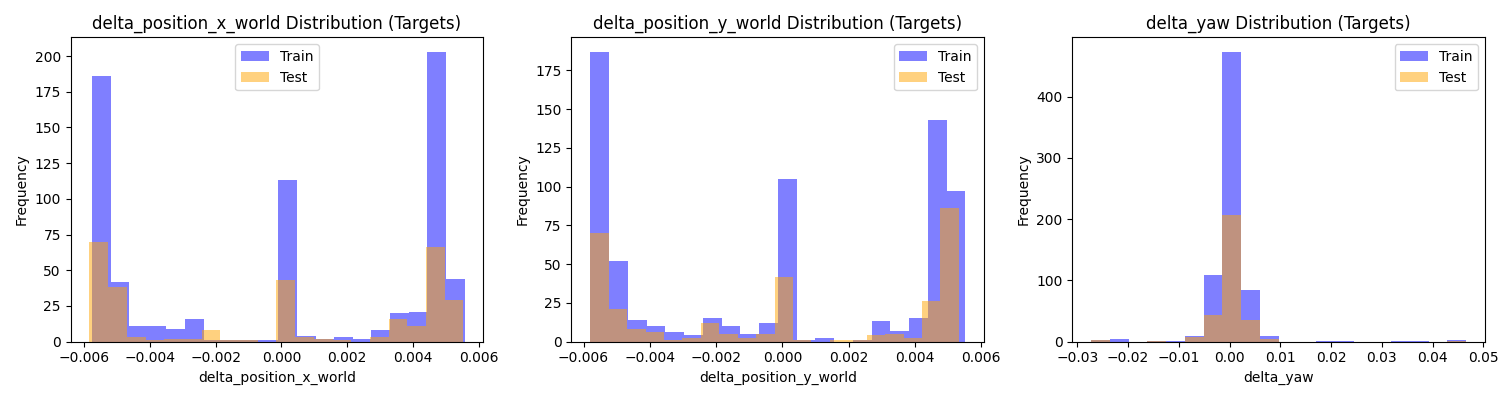 delta_position_x_world Distribution (Targets)
200
175
150
125
100
75
50
25
0
Frequency
Train
Test
−0.006 −0.004 −0.002 0.000 0.002 0.004 0.006
delta_position_x_world
delta_position_y_world Distribution (Targets)
175
150
125
100
75
50
25
0
Frequency
Train
Test
−0.006 −0.004 −0.002 0.000 0.002 0.004 0.006
delta_position_y_world
delta_yaw Distribution (Targets)
400
300
200
100
0
Frequency
Train
Test
−0.03 −0.02 −0.01 0.00 0.01 0.02 0.03 0.04 0.05
delta_yaw